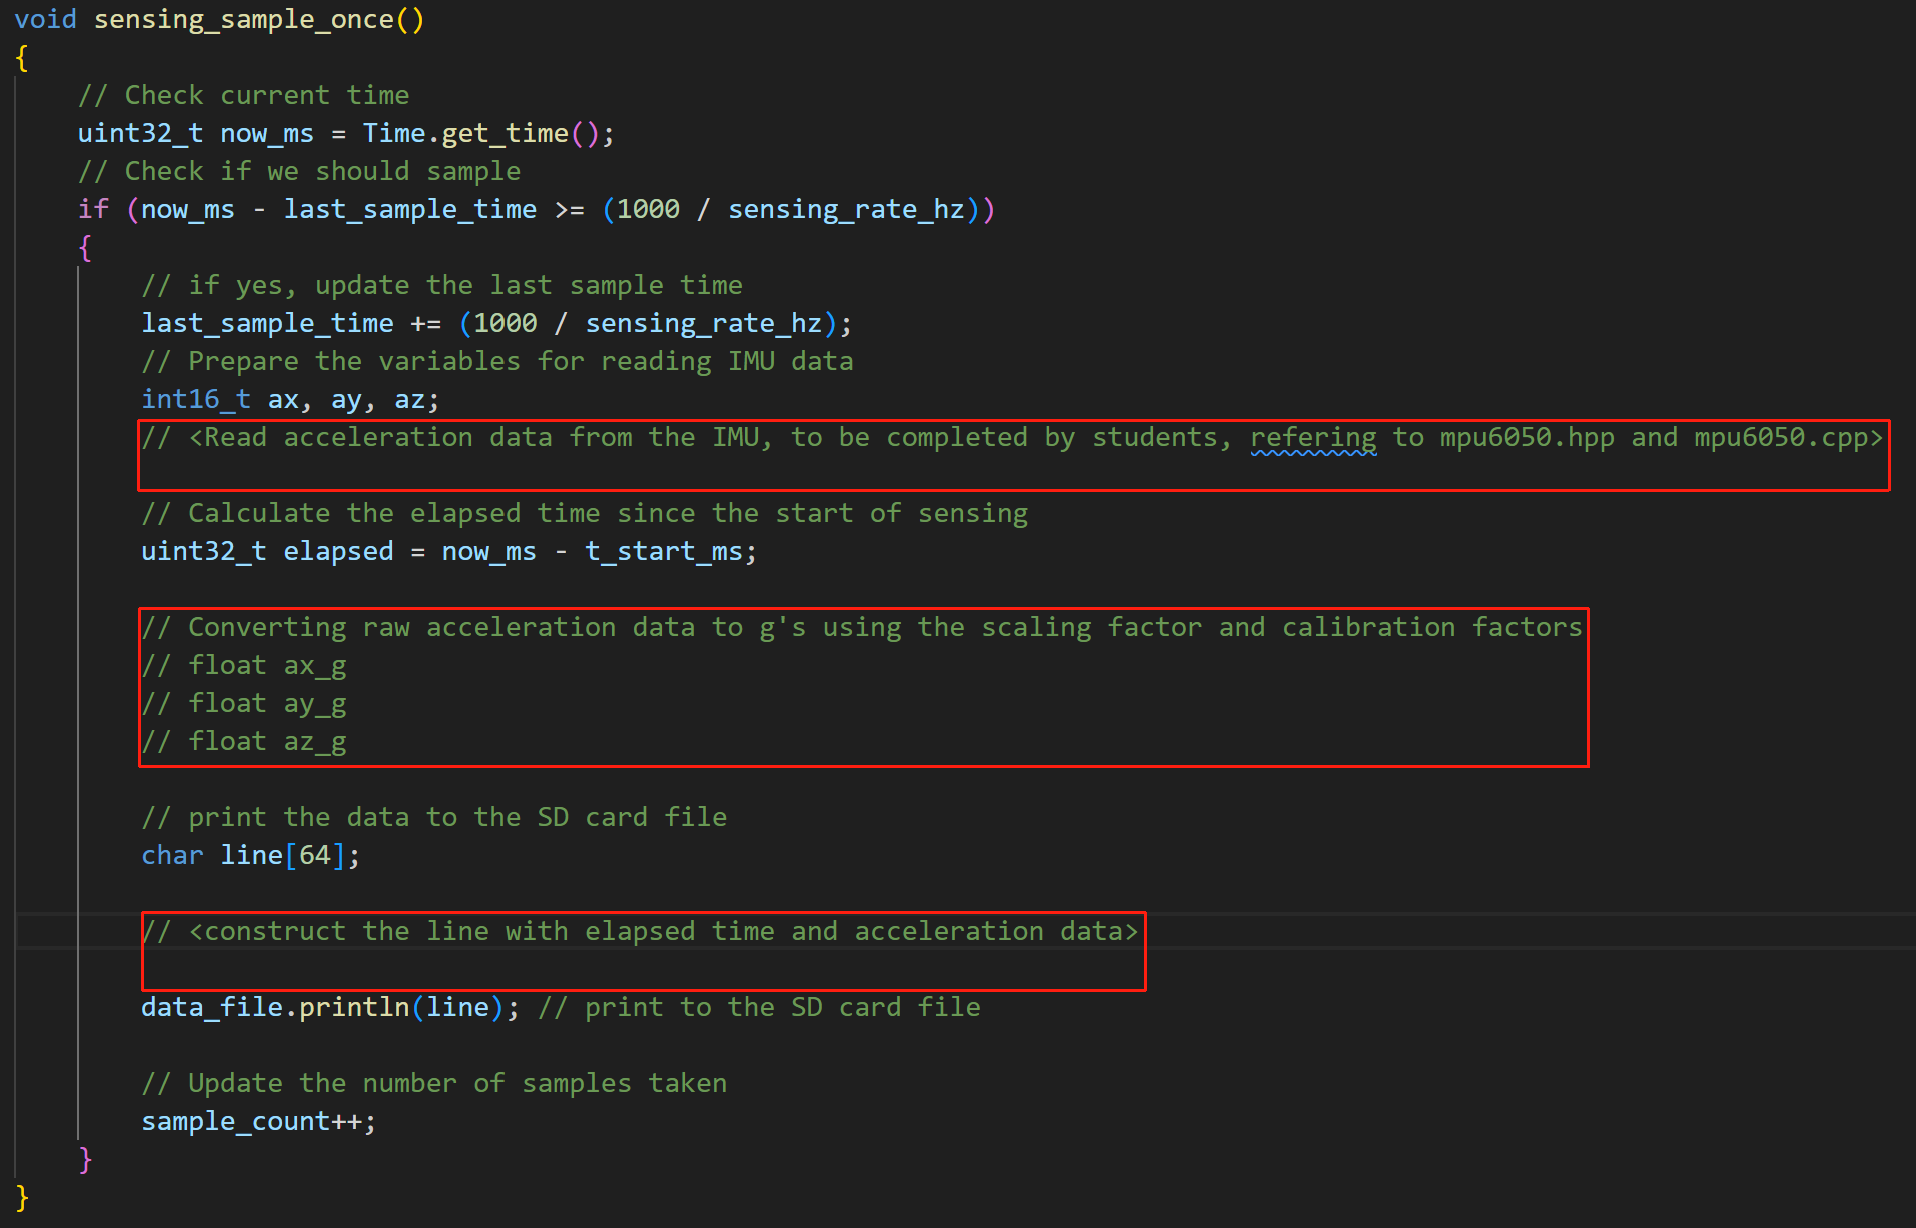 void sensing_sample_once()
{
    // Check current time
    uint32_t now_ms = Time.get_time();
    // Check if we should sample
    if (now_ms - last_sample_time >= (1000 / sensing_rate_hz))
    {
        // if yes, update the last sample time
        last_sample_time += (1000 / sensing_rate_hz);
        // Prepare the variables for reading IMU data
        int16_t ax, ay, az;
        // <Read acceleration data from the IMU, to be completed by students, refering to mpu6050.hpp and mpu6050.cpp>
        // Calculate the elapsed time since the start of sensing
        uint32_t elapsed = now_ms - t_start_ms;
        // Converting raw acceleration data to g's using the scaling factor and calibration factors
        // float ax_g
        // float ay_g
        // float az_g
        // print the data to the SD card file
        char line[64];
        // <construct the line with elapsed time and acceleration data>
        data_file.println(line); // print to the SD card file
        // Update the number of samples taken
        sample_count++;
    }
}